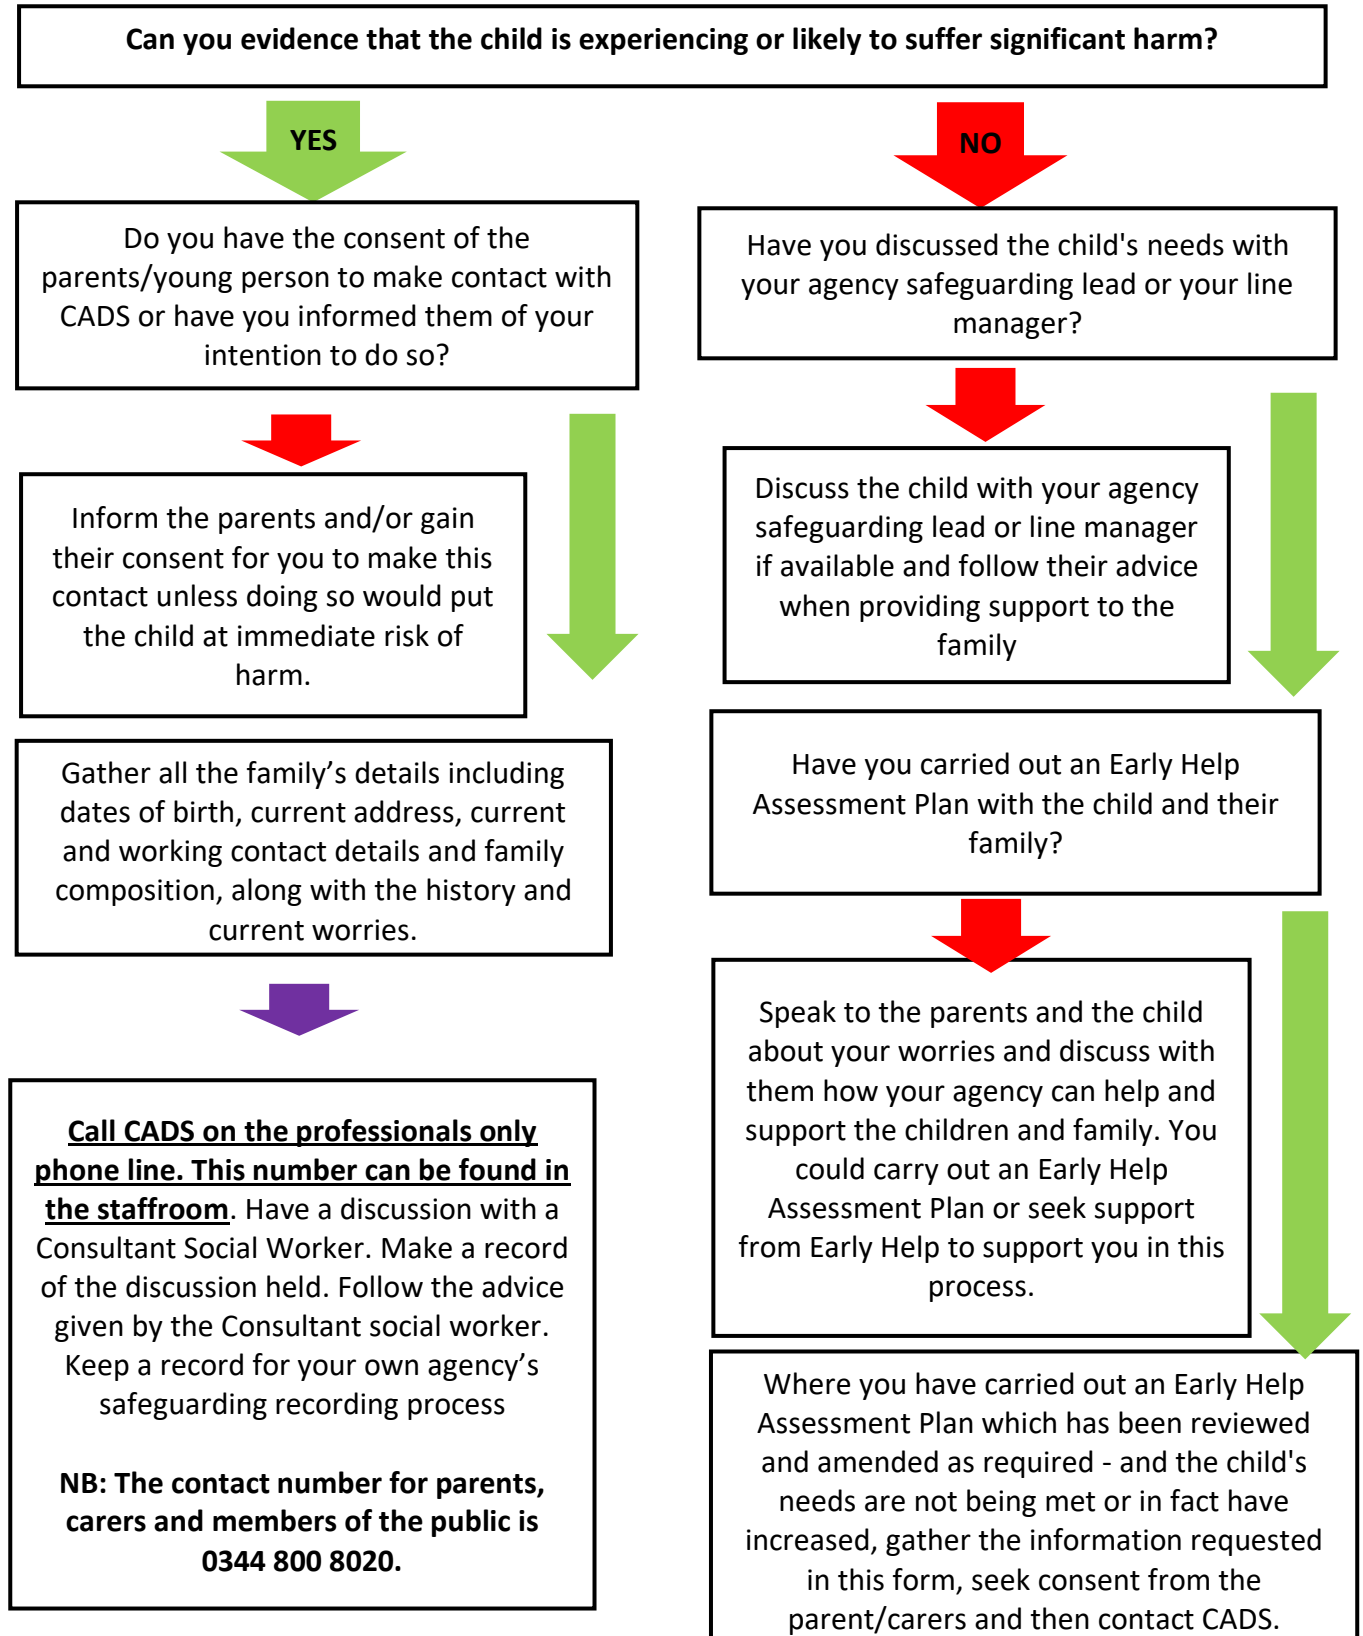 Can you evidence that the child is experiencing or likely to suffer significant harm?
YES
NO
Do you have the consent of the
parents/young person to make contact with
CADS or have you informed them of your
intention to do so?
Have you discussed the child's needs with
your agency safeguarding lead or your line
manager?
Inform the parents and/or gain
their consent for you to make this
contact unless doing so would put
the child at immediate risk of
harm.
Discuss the child with your agency
safeguarding lead or line manager
if available and follow their advice
when providing support to the
family
Gather all the family’s details including
dates of birth, current address, current
and working contact details and family
composition, along with the history and
current worries.
Have you carried out an Early Help
Assessment Plan with the child and their
family?
Call CADS on the professionals only
phone line. This number can be found in
the staffroom. Have a discussion with a
Consultant Social Worker. Make a record
of the discussion held. Follow the advice
given by the Consultant social worker.
Keep a record for your own agency’s
safeguarding recording process
NB: The contact number for parents,
carers and members of the public is
0344 800 8020.
Speak to the parents and the child
about your worries and discuss with
them how your agency can help and
support the children and family. You
could carry out an Early Help
Assessment Plan or seek support
from Early Help to support you in this
process.
Where you have carried out an Early Help
Assessment Plan which has been reviewed
and amended as required - and the child's
needs are not being met or in fact have
increased, gather the information requested
in this form, seek consent from the
parent/carers and then contact CADS.